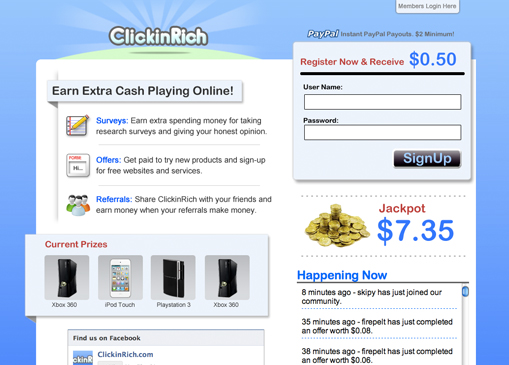 Members Login Here
ClickinRich
PayPal Instant PayPal Payouts. $2 Minimum!
Register Now & Receive $0.50
User Name:
Password:
SignUp
Earn Extra Cash Playing Online!
Surveys: Earn extra spending money for taking
research surveys and giving your honest opinion.
FORM
Hi...
Offers: Get paid to try new products and sign-up
for free websites and services.
Referrals: Share ClickinRich with your friends and
earn money when your referrals make money.
Jackpot
$7.35
Current Prizes
Xbox 360
iPod Touch
Playstation 3
Xbox 360
Happening Now
8 minutes ago - skipy has just joined our
community.
35 minutes ago - firepelt has just completed
an offer worth $0.08.
38 minutes ago - firepelt has just completed
an offer worth $0.06.
Find us on Facebook
ClickinRich.com